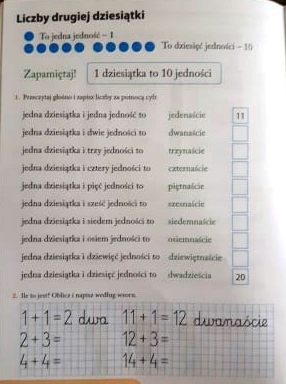 Liczby drugiej dziesiątki
To jedna jedność – 1
To dziesięć jedności – 10
Zapamiętaj! 1 dziesiątka to 10 jedności
1. Przeczytaj głośno i zapisz liczby za pomocą cyfr.
jedna dziesiątka i jedna jedność to jedenaście 11
jedna dziesiątka i dwie jedności to dwanaście
jedna dziesiątka i trzy jedności to trzynaście
jedna dziesiątka i cztery jedności to czternaście
jedna dziesiątka i pięć jedności to piętnaście
jedna dziesiątka i sześć jedności to szesnaście
jedna dziesiątka i siedem jedności to siedemnaście
jedna dziesiątka i osiem jedności to osiemnaście
jedna dziesiątka i dziewięć jedności to dziewiętnaście
jedna dziesiątka i dziesięć jedności to dwadzieścia 20
2. Ile to jest? Oblicz i napisz według wzoru.
1 + 1 = 2 dwa 11 + 1 = 12 dwanaście
2 + 3 = 12 + 3 =
4 + 4 = 14 + 4 =